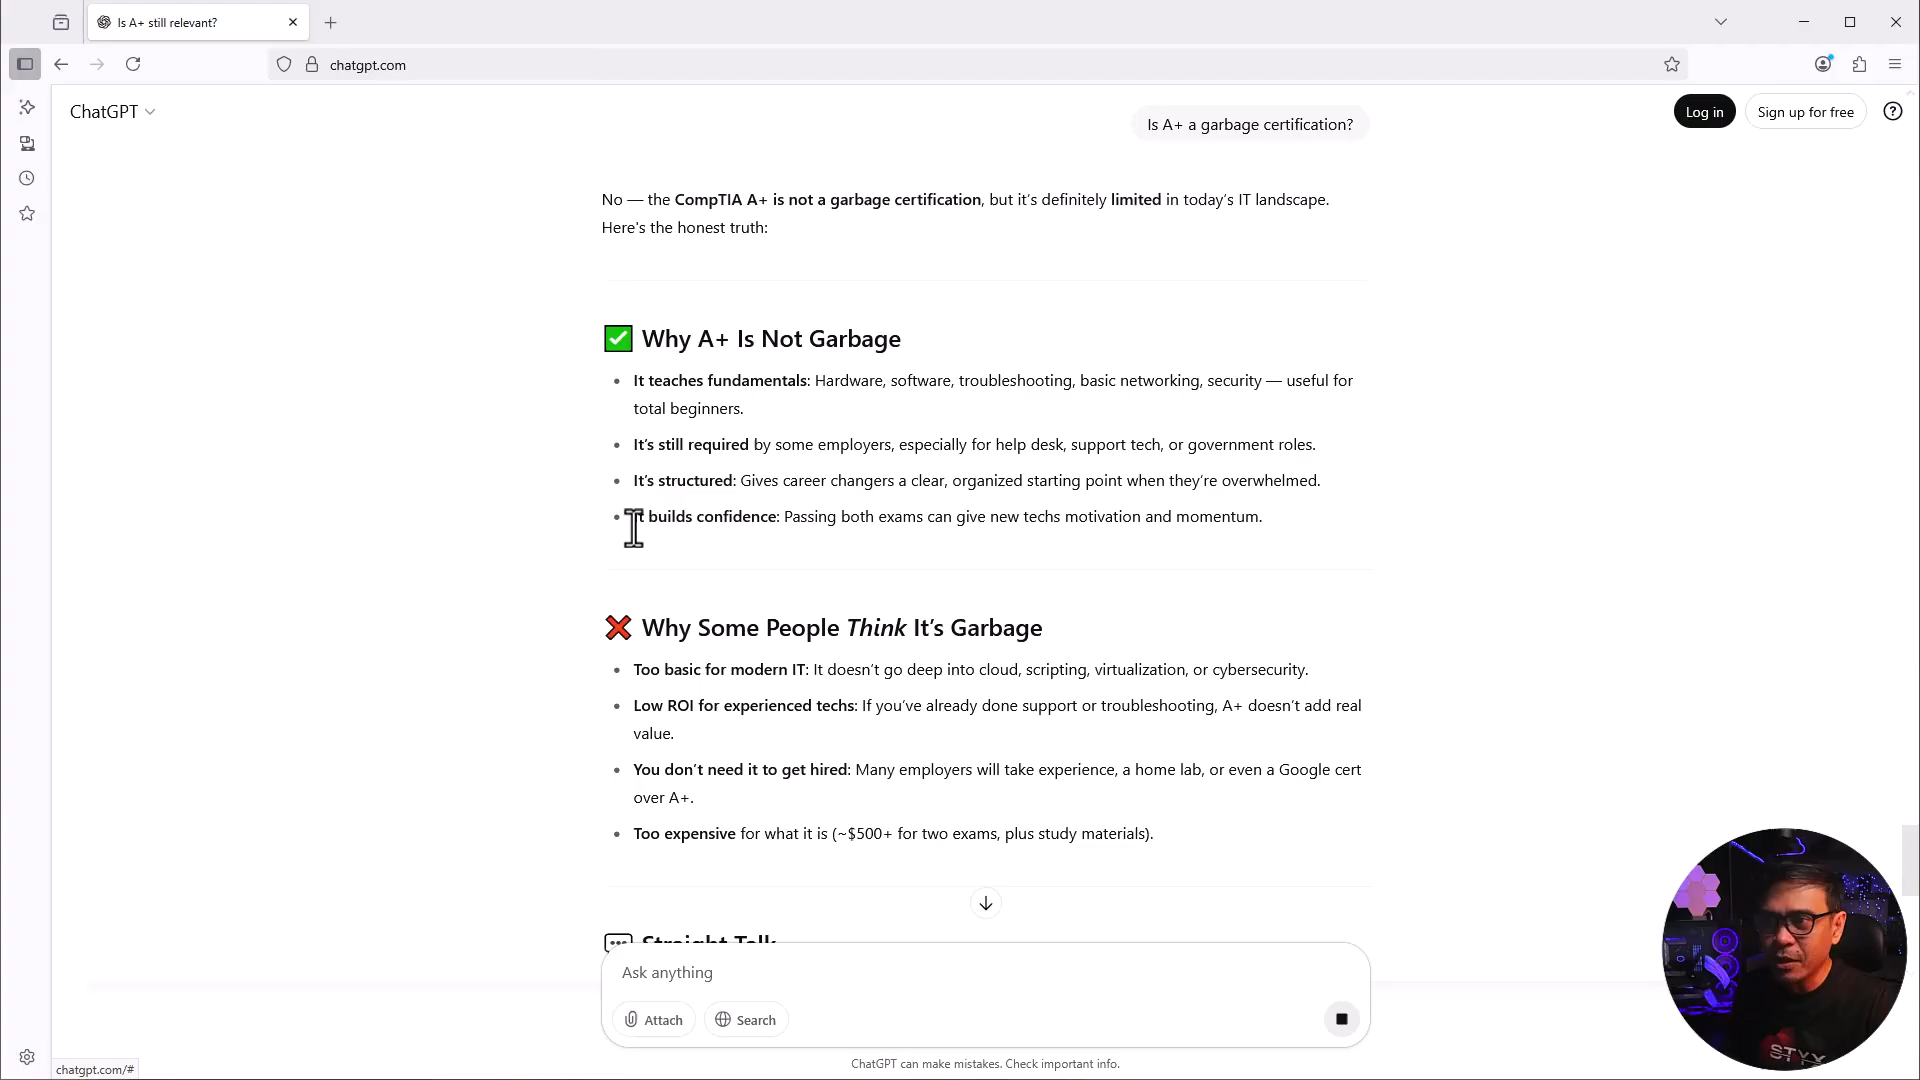 Is A+ still relevant?
chatgpt.com
ChatGPT
Log in
Sign up for free
Is A+ a garbage certification?
No — the CompTIA A+ is not a garbage certification, but it's definitely limited in today's IT landscape.
Here's the honest truth:
Why A+ Is Not Garbage
It teaches fundamentals: Hardware, software, troubleshooting, basic networking, security — useful for
total beginners.
It's still required by some employers, especially for help desk, support tech, or government roles.
It's structured: Gives career changers a clear, organized starting point when they're overwhelmed.
It builds confidence: Passing both exams can give new techs motivation and momentum.
Why Some People Think It's Garbage
Too basic for modern IT: It doesn't go deep into cloud, scripting, virtualization, or cybersecurity.
Low ROI for experienced techs: If you've already done support or troubleshooting, A+ doesn't add real
value.
You don't need it to get hired: Many employers will take experience, a home lab, or even a Google cert
over A+.
Too expensive for what it is (~$500+ for two exams, plus study materials).
Straight Talk
Ask anything
Attach
Search
ChatGPT can make mistakes. Check important info.
chatgpt.com/#
STYX